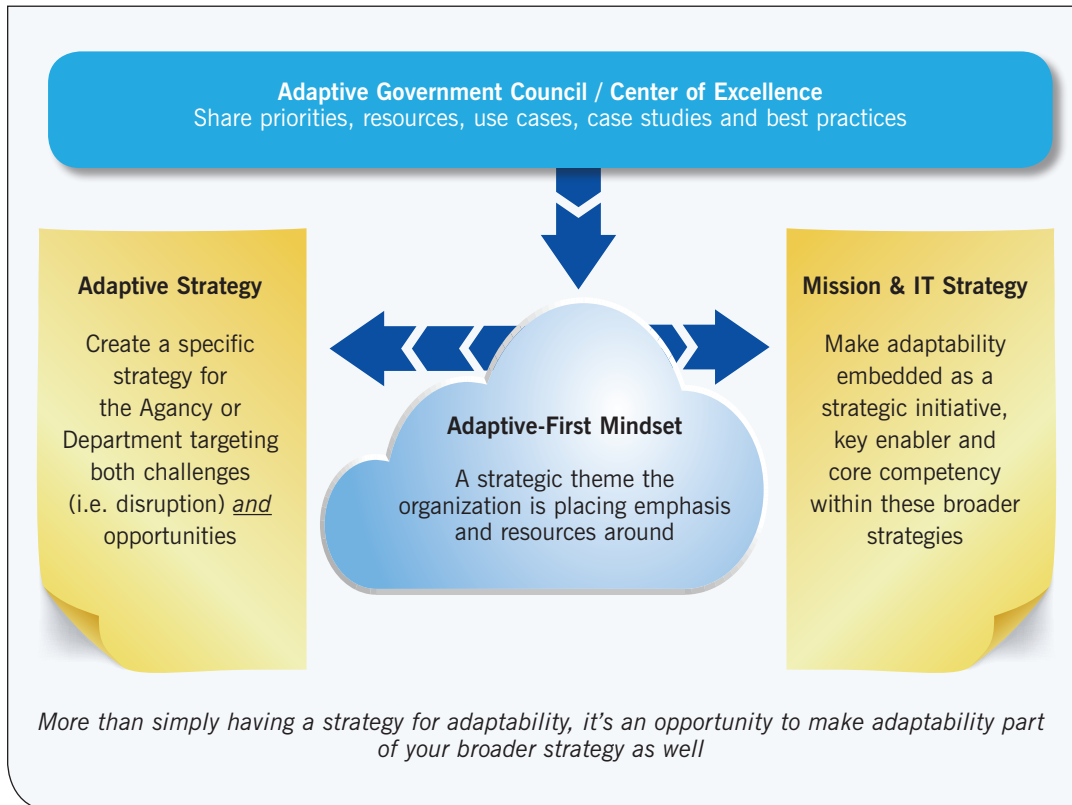 Adaptive Government Council / Center of Excellence
Share priorities, resources, use cases, case studies and best practices
Adaptive Strategy
Create a specific
strategy for
the Agancy or
Department targeting
both challenges
(i.e. disruption) and
opportunities
Adaptive-First Mindset
A strategic theme the
organization is placing emphasis
and resources around
Mission & IT Strategy
Make adaptability
embedded as a
strategic initiative,
key enabler and
core competency
within these broader
strategies
More than simply having a strategy for adaptability, it's an opportunity to make adaptability part
of your broader strategy as well